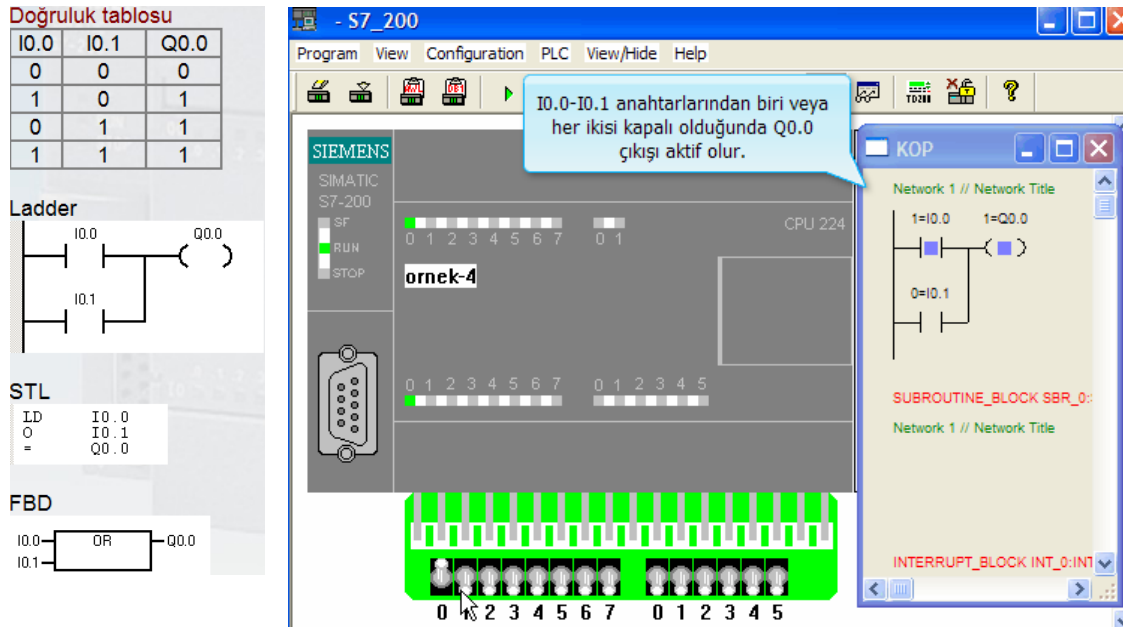 Doğruluk tablosu
I0.0 I0.1 Q0.0
0 0 0
1 0 1
0 1 1
1 1 1
Ladder
I0.0 Q0.0
I0.1
STL
LD I0.0
O I0.1
= Q0.0
FBD
I0.0 OR Q0.0
I0.1
- S7_200
Program View Configuration PLC View/Hide Help
I0.0-I0.1 anahtarlarından biri veya
her ikisi kapalı olduğunda Q0.0
çıkışı aktif olur.
SIEMENS
SIMATIC
S7-200
SF
RUN
STOP
0 1 2 3 4 5 6 7 0 1
CPU 224
ornek-4
0 1 2 3 4 5 6 7 0 1 2 3 4 5
0 1 2 3 4 5 6 7 0 1 2 3 4 5
KOP
Network 1 // Network Title
1=I0.0 1=Q0.0
0=I0.1
SUBROUTINE_BLOCK SBR_0:
Network 1 // Network Title
INTERRUPT_BLOCK INT_0:INT